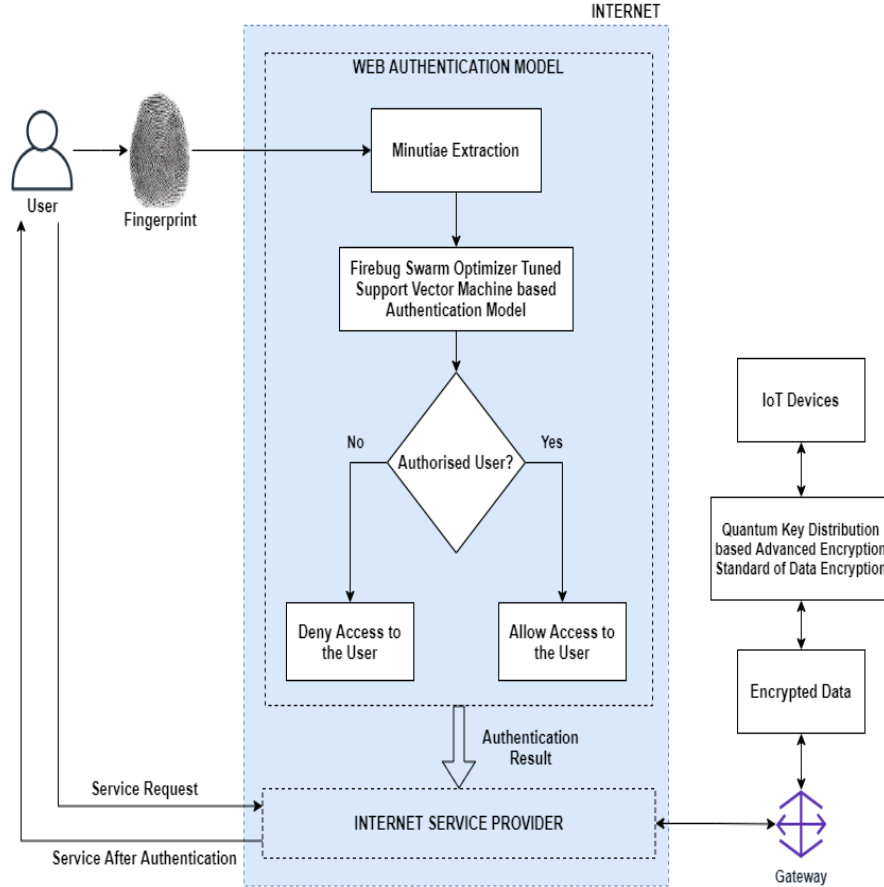 INTERNET
WEB AUTHENTICATION MODEL
Minutiae Extraction
User
Fingerprint
Firebug Swarm Optimizer Tuned
Support Vector Machine based
Authentication Model
No
Yes
Authorised User?
Deny Access to
the User
Allow Access to
the User
IoT Devices
Quantum Key Distribution
based Advanced Encryption
Standard of Data Encryption
Encrypted Data
Authentication
Result
Service Request
INTERNET SERVICE PROVIDER
Service After Authentication
Gateway